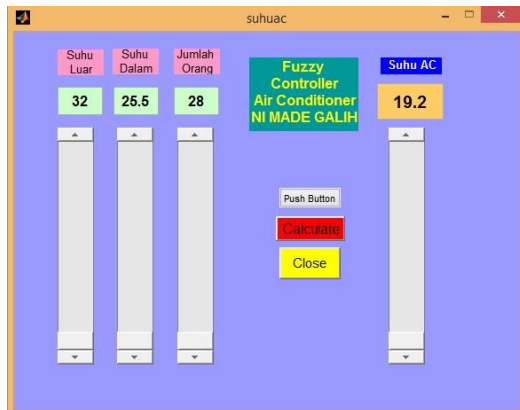 suhuac
Suhu
Luar
Suhu
Dalam
Jumlah
Orang
32
25.5
28
Fuzzy
Controller
Air Conditioner
NI MADE GALIH
Suhu AC
19.2
Push Button
Calculate
Close